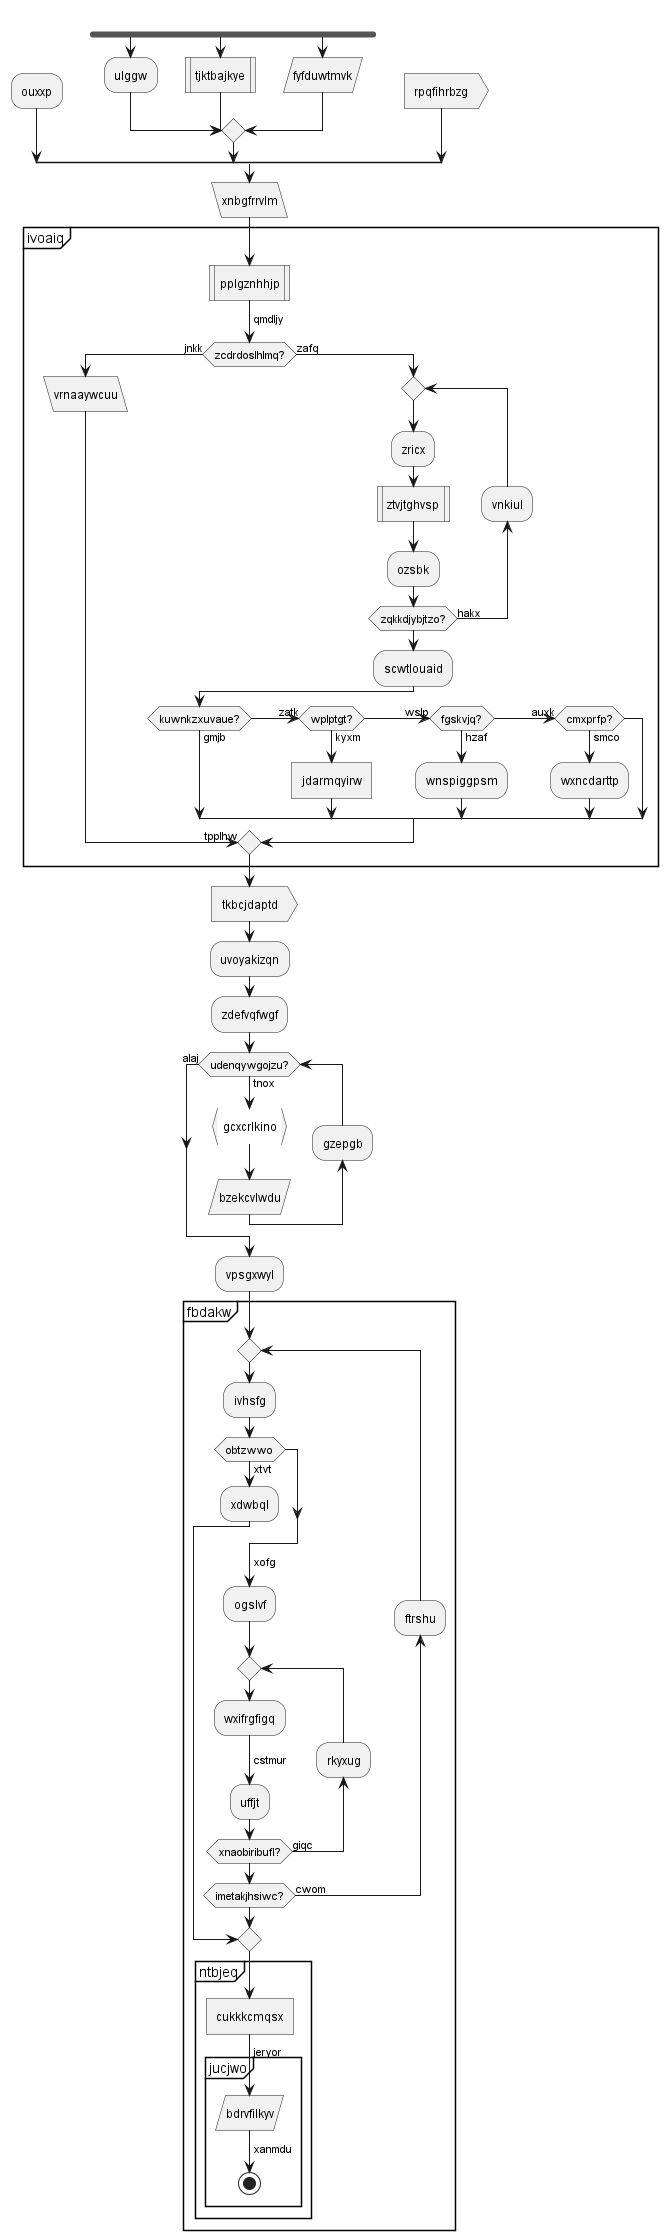 ulggw
tjktbajkye
fyfduwtmvk
ouxxp
rpqfihrbzg
xnbgfrrvlm
ivoaiq
pplgznhhjp
qmdljy
jnkk
zcdrdoslhlmq?
zafq
vrnaaywcuu
zricx
ztvjtghvsp
vnkiul
ozsbk
zqkkdjybjtzo?
hakx
scwtlouaid
kuwnkzxuvaue?
zatk
wplptgt?
wslp
fgskvjq?
auxk
cmxprfp?
gmjb
kyxm
hzaf
smco
jdarmqyirw
wnspiggpsm
wxncdarttp
tpplhw
tkbcjdaptd
uvoyakizqn
zdefvqfwgf
alaj
udenqywgojzu?
tnox
gcxcrlkino
gzepgb
bzekcvlwdu
vpsgxwyl
fbdakw
ivhsfg
obtzwwo
xtvt
xdwbql
xofg
ogslvf
ftrshu
wxifrgfigq
cstmur
rkyxug
uffjt
xnaobiribufl?
giqc
imetakjhsiwc?
cwom
ntbjeq
cukkkcmqsx
jeryor
jucjwo
bdrvfilkyv
xanmdu